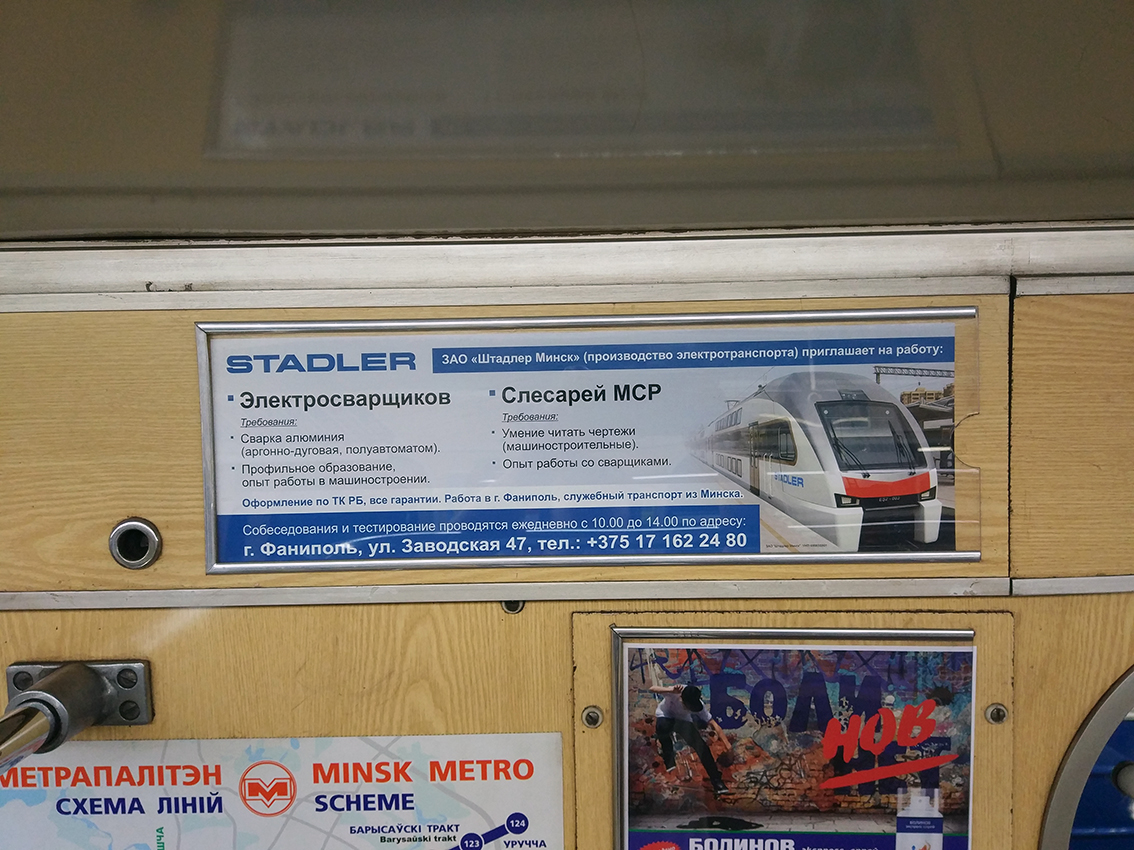 STADLER
ЗАО «Штадлер Минск» (производство электротранспорта) приглашает на работу:
▪ Электросварщиков
Требования:
• Сварка алюминия
(аргонно-дуговая, полуавтоматом).
• Профильное образование,
опыт работы в машиностроении.
▪ Слесарей МСР
Требования:
• Умение читать чертежи
(машиностроительные).
• Опыт работы со сварщиками.
STADLER
Оформление по ТК РБ, все гарантии. Работа в г. Фаниполь, служебный транспорт из Минска.
Собеседования и тестирование проводятся ежедневно с 10.00 до 14.00 по адресу:
г. Фаниполь, ул. Заводская 47, тел.: +375 17 162 24 80
МЕТРАПАЛІТЭН
СХЕМА ЛІНІЙ
MINSK METRO
SCHEME
БАРЫСАЎСКІ ТРАКТ
Barysaŭski trakt
123
124
УРУЧЧА
БОЛИ
НОВ
НЕТ
БОЛИНОВ
БОЛИНОВ